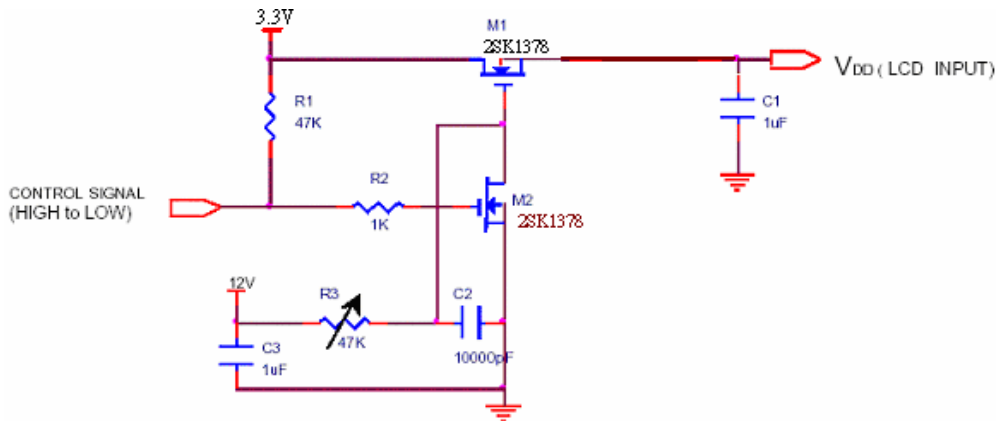 3.3V
M1
2SK1378
VDD ( LCD INPUT)
R1
47K
C1
1uF
CONTROL SIGNAL
(HIGH to LOW)
R2
1K
M2
2SK1378
12V
R3
47K
C2
10000pF
C3
1uF